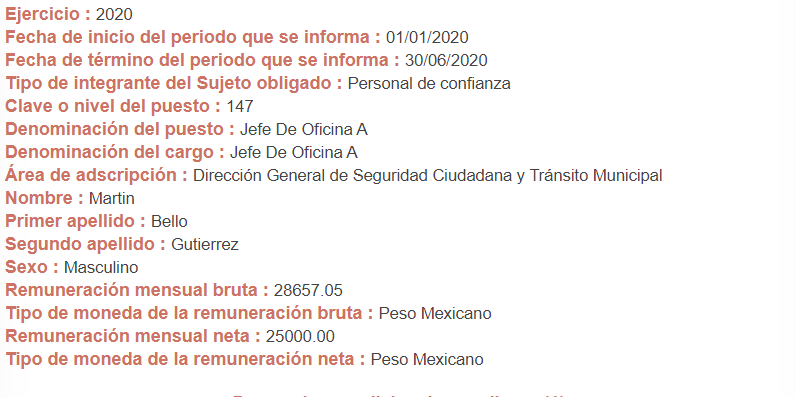 Ejercicio : 2020
Fecha de inicio del periodo que se informa : 01/01/2020
Fecha de término del periodo que se informa : 30/06/2020
Tipo de integrante del Sujeto obligado : Personal de confianza
Clave o nivel del puesto : 147
Denominación del puesto : Jefe De Oficina A
Denominación del cargo : Jefe De Oficina A
Área de adscripción : Dirección General de Seguridad Ciudadana y Tránsito Municipal
Nombre : Martin
Primer apellido : Bello
Segundo apellido : Gutierrez
Sexo : Masculino
Remuneración mensual bruta : 28657.05
Tipo de moneda de la remuneración bruta : Peso Mexicano
Remuneración mensual neta : 25000.00
Tipo de moneda de la remuneración neta : Peso Mexicano